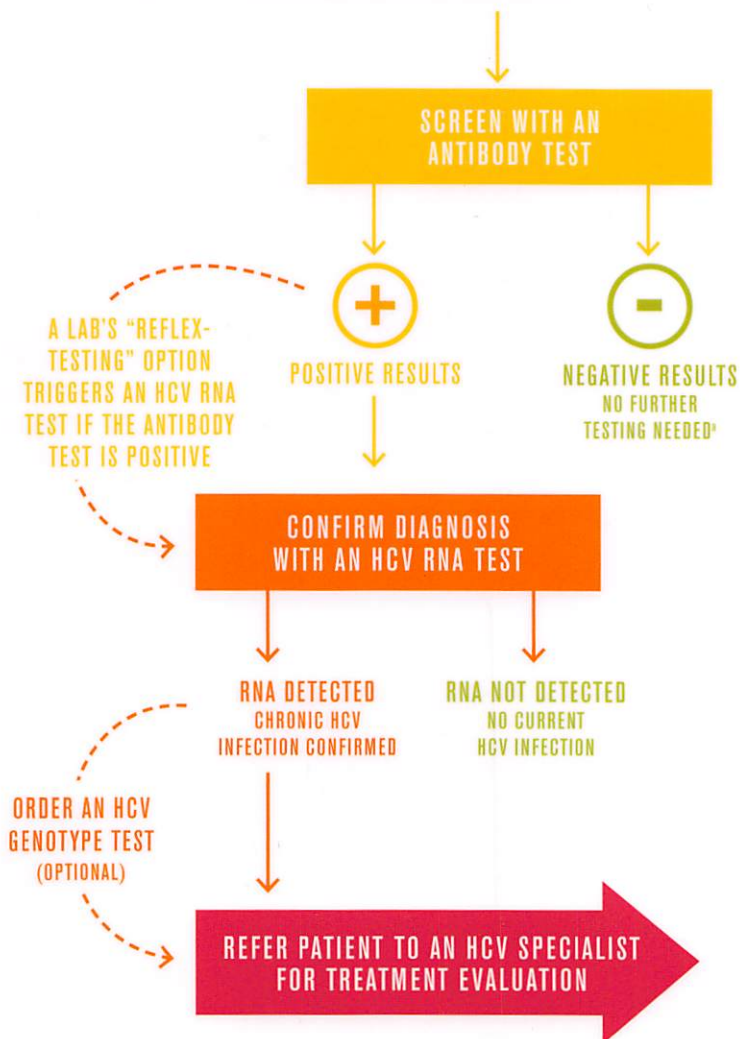 SCREEN WITH AN
ANTIBODY TEST
+
-
A LAB'S "REFLEX-
TESTING" OPTION
TRIGGERS AN HCV RNA
TEST IF THE ANTIBODY
TEST IS POSITIVE
POSITIVE RESULTS
NEGATIVE RESULTS
NO FURTHER
TESTING NEEDEDª
CONFIRM DIAGNOSIS
WITH AN HCV RNA TEST
RNA DETECTED
CHRONIC HCV
INFECTION CONFIRMED
RNA NOT DETECTED
NO CURRENT
HCV INFECTION
ORDER AN HCV
GENOTYPE TEST
(OPTIONAL)
REFER PATIENT TO AN HCV SPECIALIST
FOR TREATMENT EVALUATION